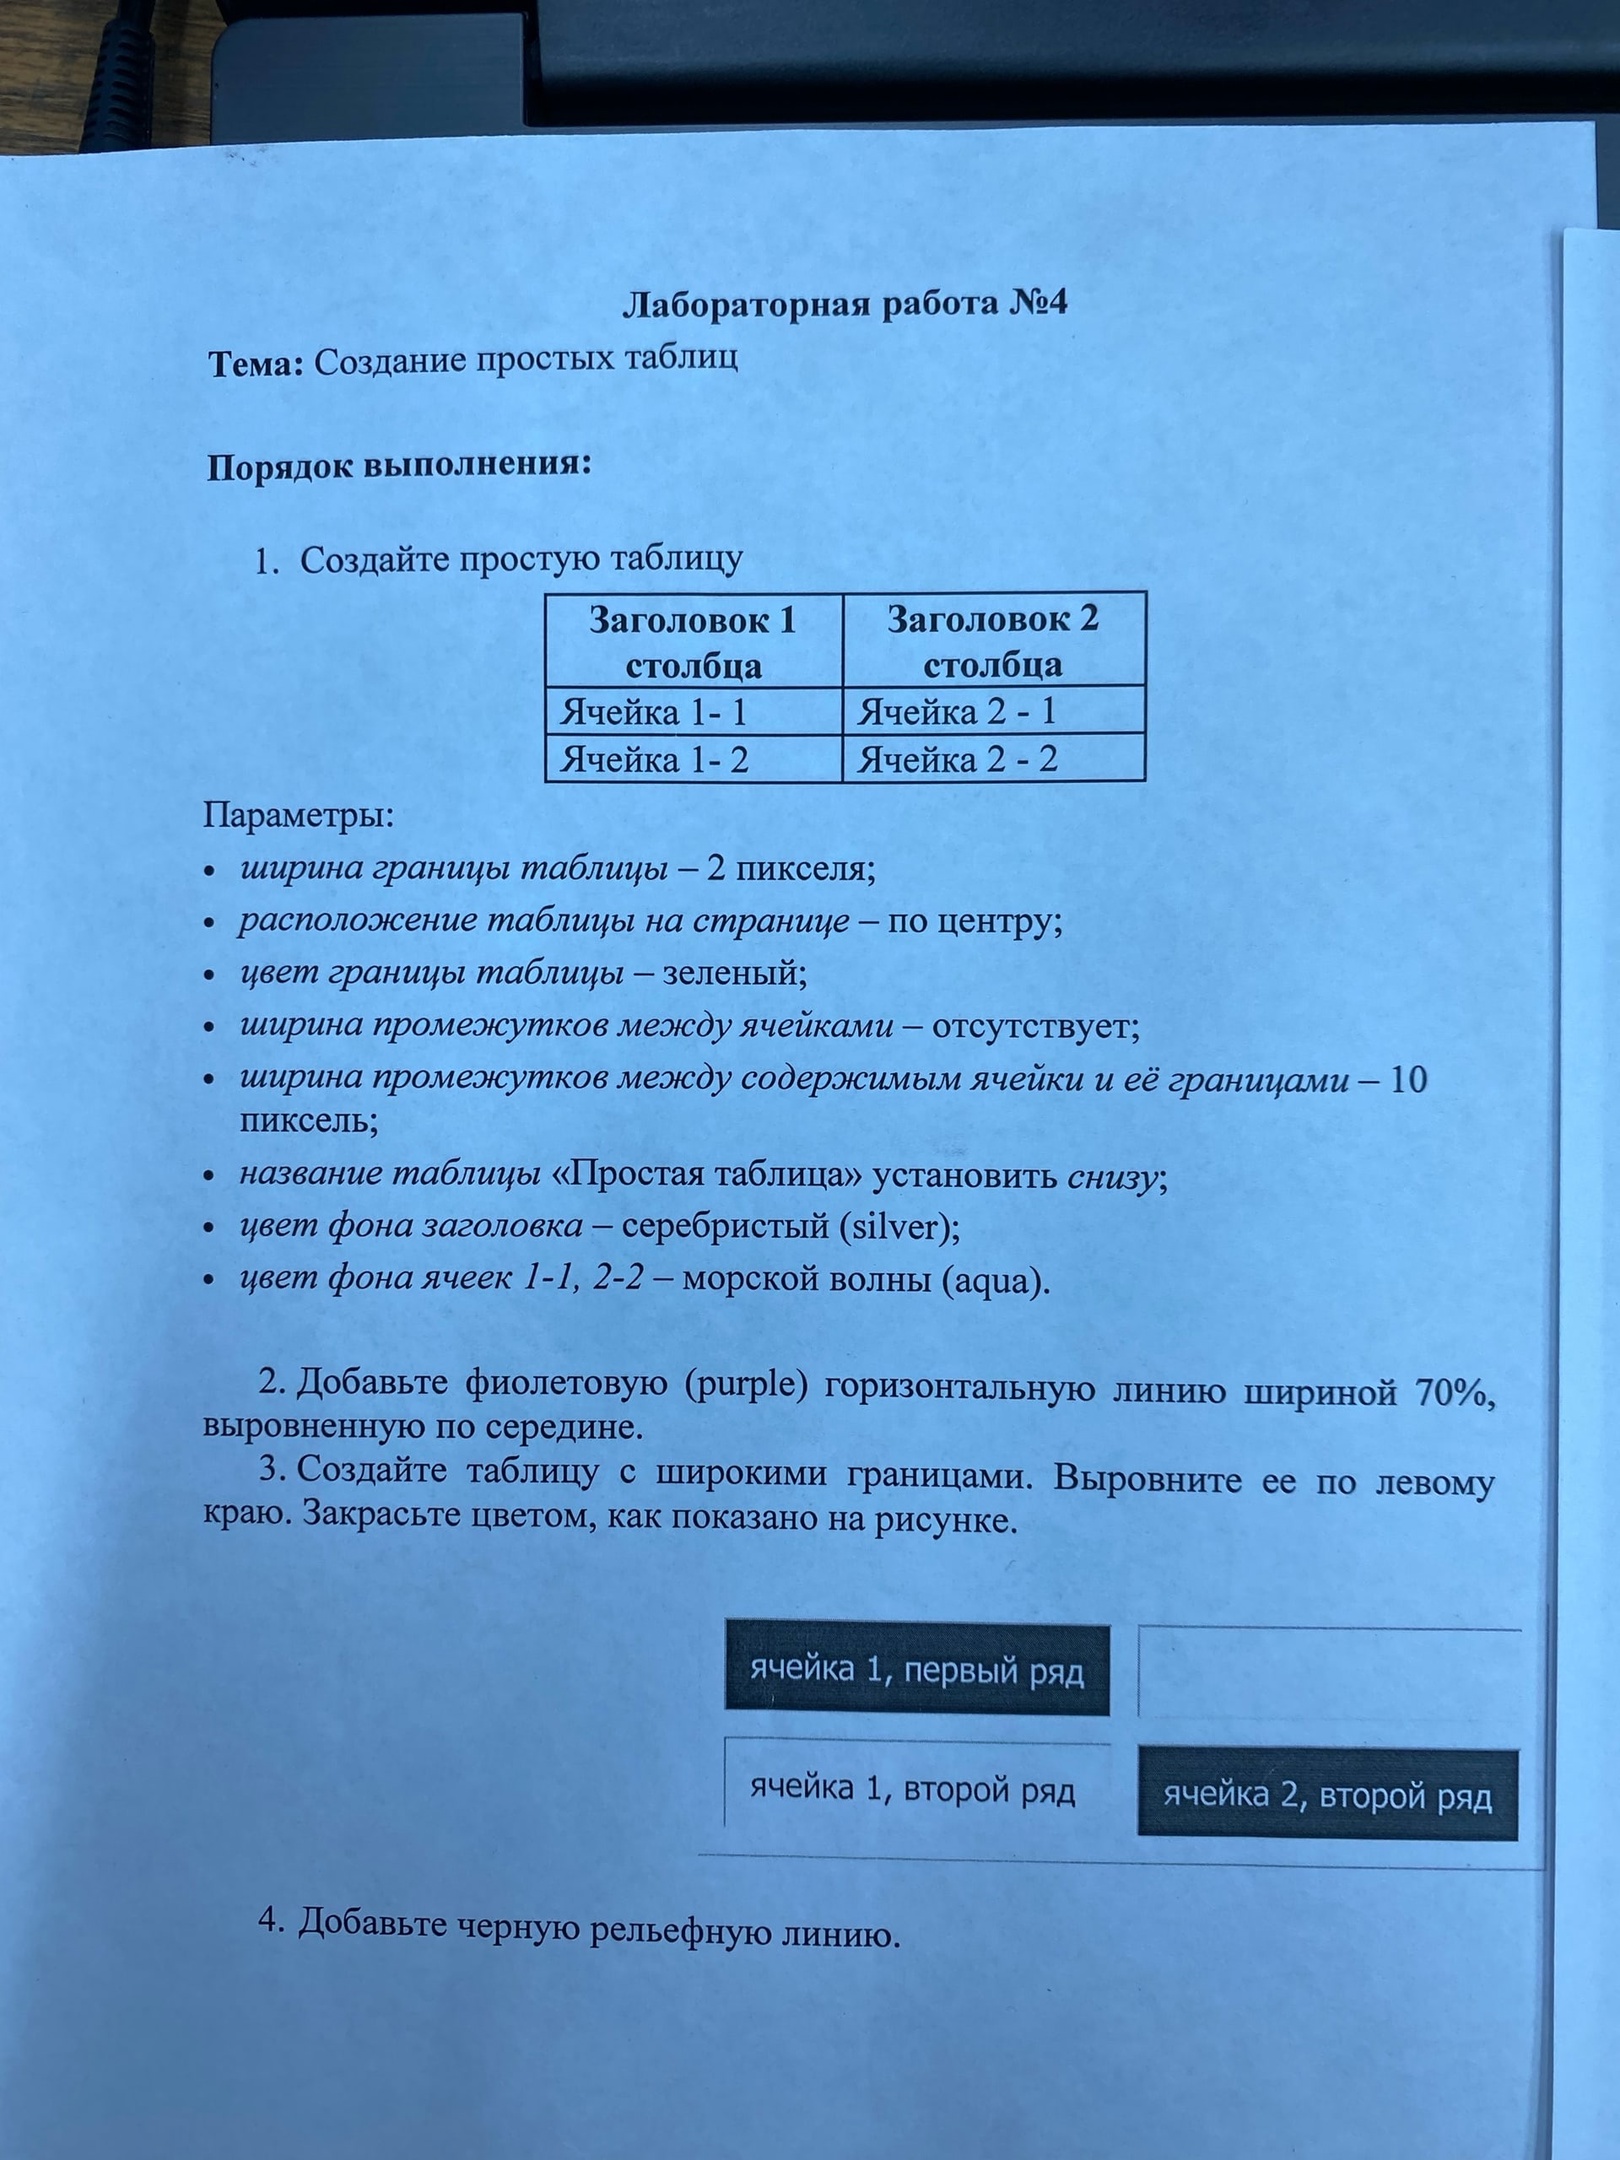 Лабораторная работа №4
Тема: Создание простых таблиц
Порядок выполнения:
1. Создайте простую таблицу
Заголовок 1 Заголовок 2
столбца столбца
Ячейка 1- 1 Ячейка 2 - 1
Ячейка 1- 2 Ячейка 2 - 2
Параметры:
• ширина границы таблицы – 2 пикселя;
• расположение таблицы на странице – по центру;
• цвет границы таблицы – зеленый;
• ширина промежутков между ячейками – отсутствует;
• ширина промежутков между содержимым ячейки и её границами – 10
пиксель;
• название таблицы «Простая таблица» установить снизу;
• цвет фона заголовка – серебристый (silver);
• цвет фона ячеек 1-1, 2-2 – морской волны (aqua).
2. Добавьте фиолетовую (purple) горизонтальную линию шириной 70%,
выровненную по середине.
3. Создайте таблицу с широкими границами. Выровните ее по левому
краю. Закрасьте цветом, как показано на рисунке.
ячейка 1, первый ряд
ячейка 1, второй ряд ячейка 2, второй ряд
4. Добавьте черную рельефную линию.